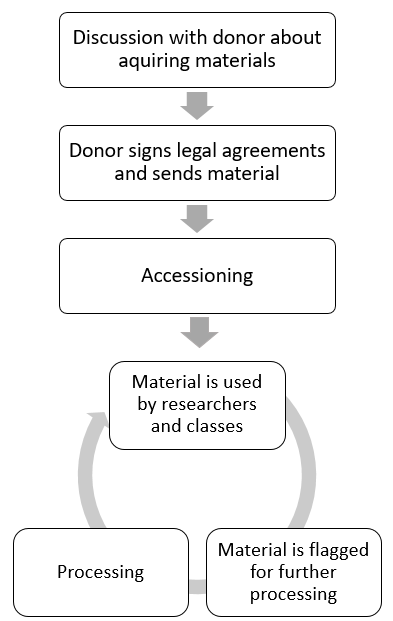 Discussion with donor about
aquiring materials
Donor signs legal agreements
and sends material
Accessioning
Material is used
by researchers
and classes
Processing
Material is flagged
for further
processing